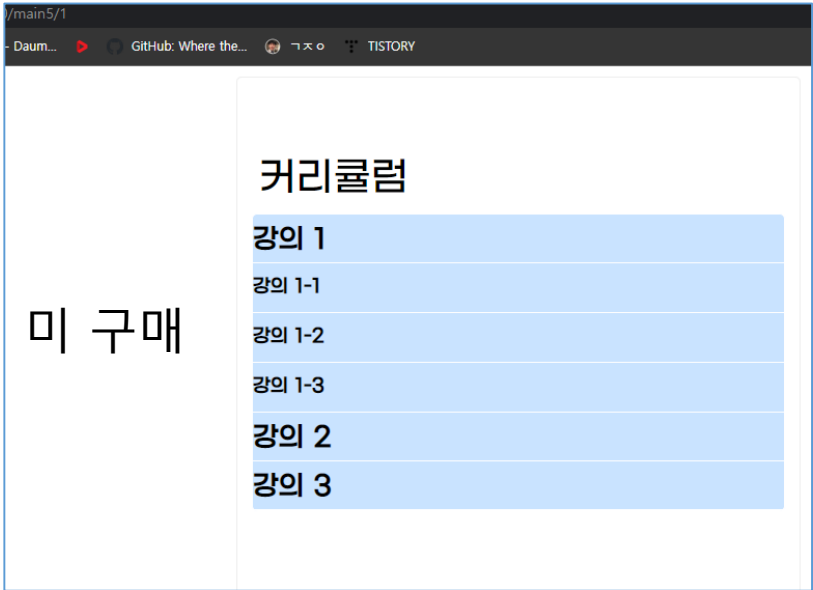 )/main5/1
- Daum... GitHub: Where the... ㄱㅈㅇ TISTORY
커리큘럼
강의 1
강의 1-1
미 구매
강의 1-2
강의 1-3
강의 2
강의 3